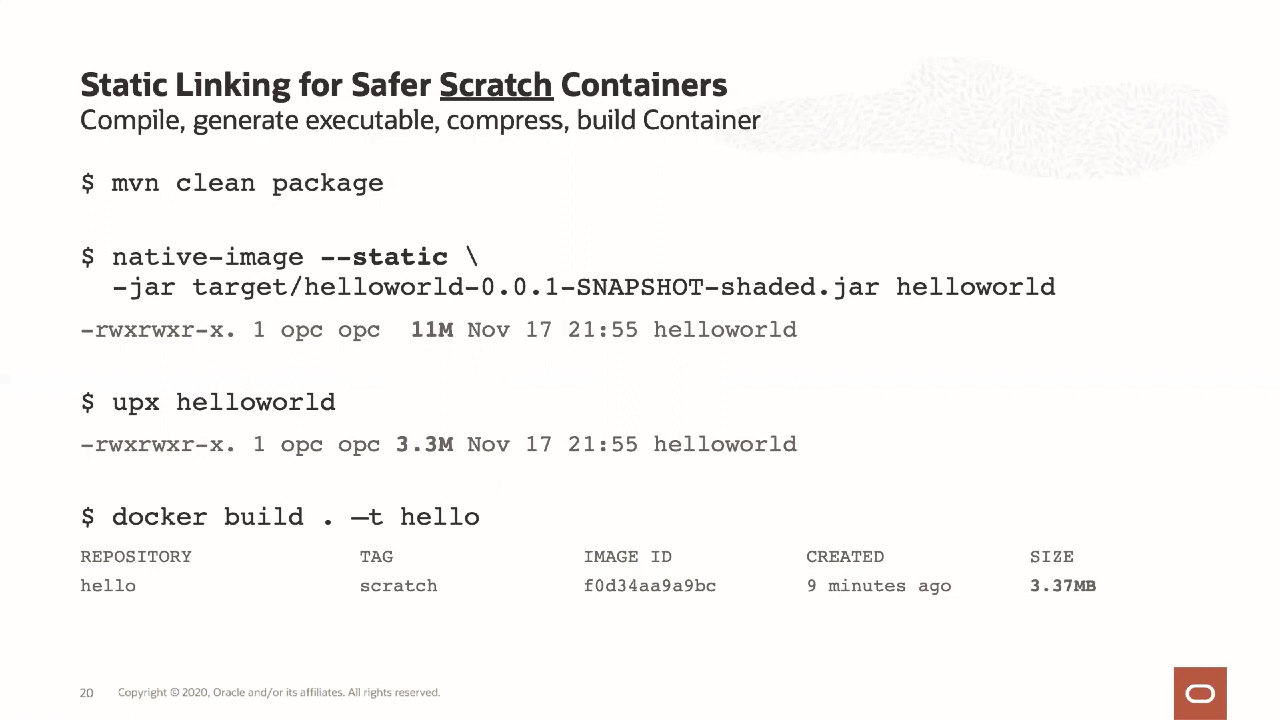 Static Linking for Safer Scratch Containers
Compile, generate executable, compress, build Container
$ mvn clean package
$ native-image --static \
-jar target/helloworld-0.0.1-SNAPSHOT-shaded.jar helloworld
-rwxrwxr-x. 1 opc opc 11M Nov 17 21:55 helloworld
$ upx helloworld
-rwxrwxr-x. 1 opc opc 3.3M Nov 17 21:55 helloworld
$ docker build . –t hello
REPOSITORY TAG IMAGE ID CREATED SIZE
hello scratch f0d34aa9a9bc 9 minutes ago 3.37MB
20 Copyright © 2020, Oracle and/or its affiliates. All rights reserved.